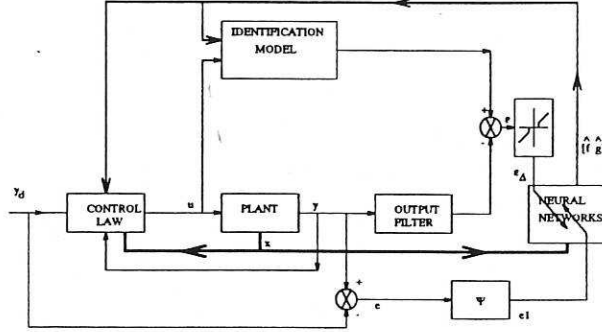 IDENTIFICATION
MODEL
+
-
e
[f̂ ĝ
e_Δ
y_d
CONTROL
LAW
u
PLANT
y
OUTPUT
FILTER
NEURAL
NETWORKS
x
+
-
e
Ψ
e1